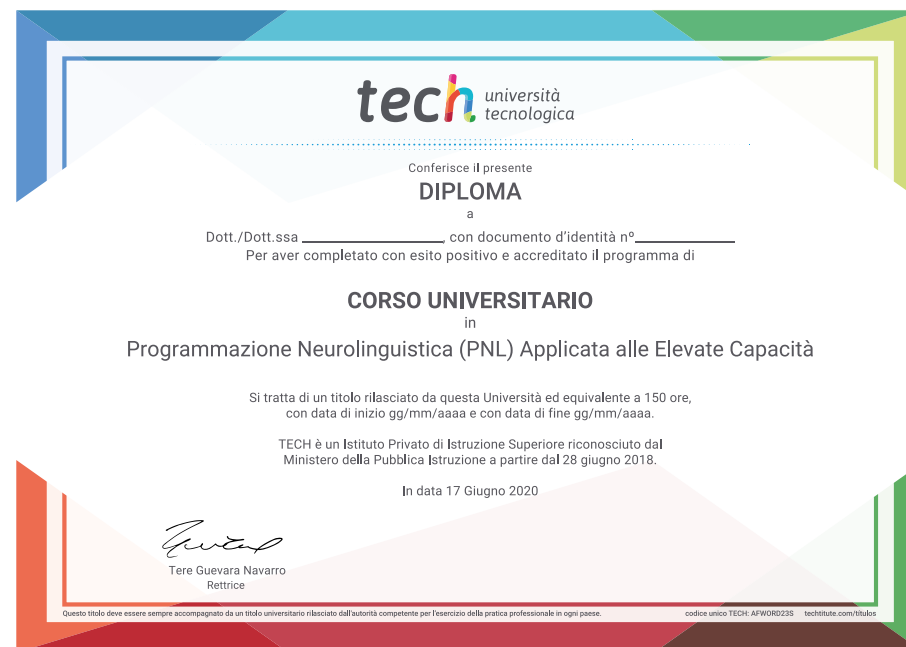 tech università
tecnologica
Conferisce il presente
DIPLOMA
a
Dott./Dott.ssa ____________, con documento d'identità nº____________
Per aver completato con esito positivo e accreditato il programma di
CORSO UNIVERSITARIO
in
Programmazione Neurolinguistica (PNL) Applicata alle Elevate Capacità
Si tratta di un titolo rilasciato da questa Università ed equivalente a 150 ore,
con data di inizio gg/mm/aaaa e con data di fine gg/mm/aaaa.
TECH è un Istituto Privato di Istruzione Superiore riconosciuto dal
Ministero della Pubblica Istruzione a partire dal 28 giugno 2018.
In data 17 Giugno 2020
Tere Guevara Navarro
Rettrice
Questo titolo deve essere sempre accompagnato da un titolo universitario rilasciato dall'autorità competente per l'esercizio della pratica professionale in ogni paese. codice unico TECH: AFWORD23S techtitute.com/títulos